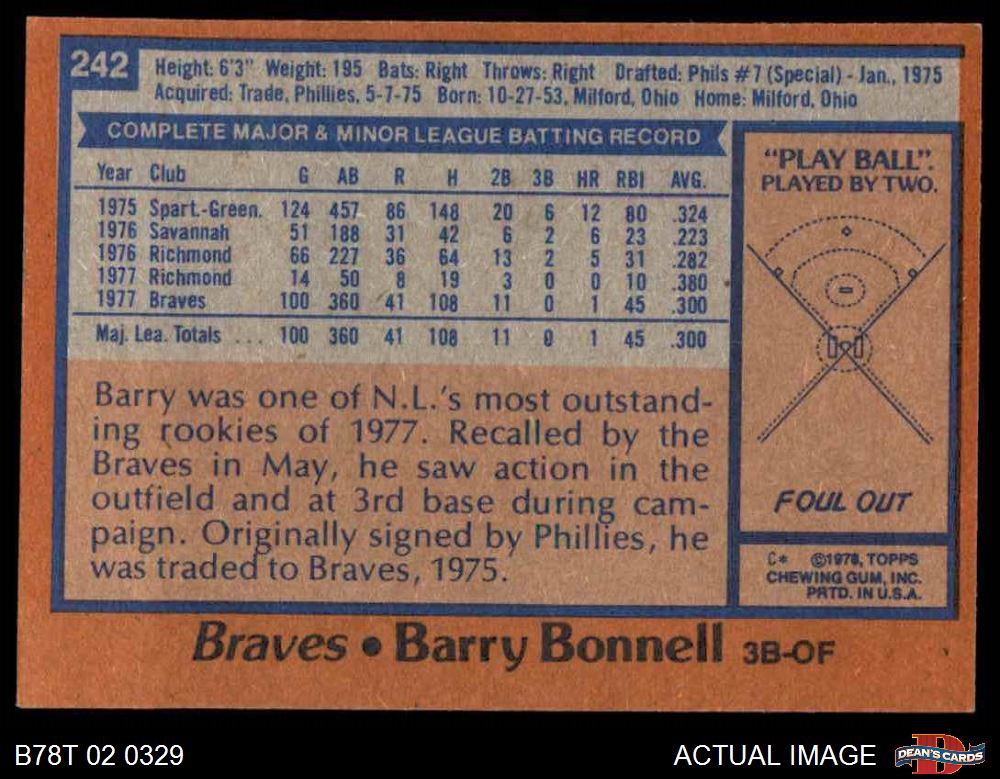 242
Height: 6'3" Weight: 195 Bats: Right Throws: Right Drafted: Phils #7 (Special) - Jan., 1975
Acquired: Trade, Phillies, 5-7-75 Born: 10-27-53, Milford, Ohio Home: Milford, Ohio
COMPLETE MAJOR & MINOR LEAGUE BATTING RECORD
Year Club G AB R H 2B 3B HR RBI AVG.
1975 Spart.-Green. 124 457 86 148 20 6 12 80 .324
1976 Savannah 51 188 31 42 6 2 6 23 .223
1976 Richmond 66 227 36 64 13 2 5 31 .282
1977 Richmond 14 50 8 19 3 0 0 10 .380
1977 Braves 100 360 41 108 11 0 1 45 .300
Maj. Lea. Totals ... 100 360 41 108 11 0 1 45 .300
Barry was one of N.L.'s most outstand-
ing rookies of 1977. Recalled by the
Braves in May, he saw action in the
outfield and at 3rd base during cam-
paign. Originally signed by Phillies, he
was traded to Braves, 1975.
"PLAY BALL".
PLAYED BY TWO.
FOUL OUT
C* ©1978, TOPPS
CHEWING GUM, INC.
PRTD. IN U.S.A.
Braves • Barry Bonnell 3B-OF
B78T 02 0329
ACTUAL IMAGE
DEAN'S CARDS